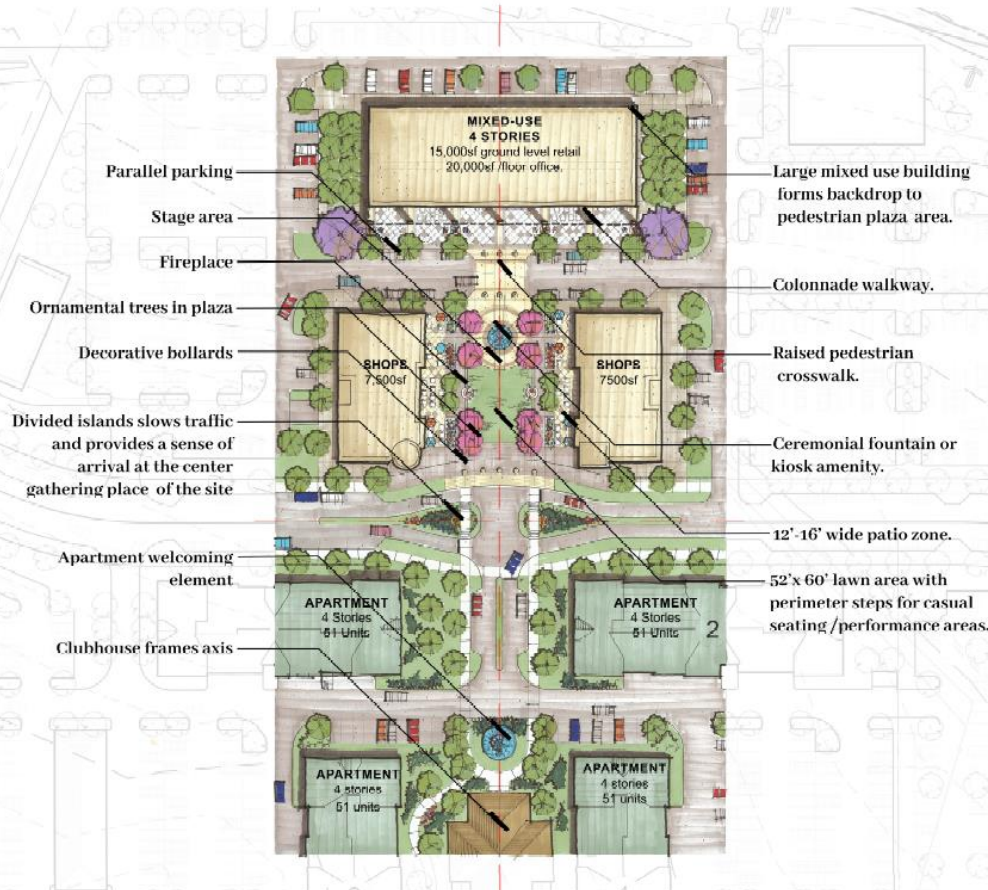 MIXED-USE
4 STORIES
15,000sf ground level retail
20,000sf /floor office.
Parallel parking
Stage area
Fireplace
Ornamental trees in plaza
Decorative bollards
Divided islands slows traffic
and provides a sense of
arrival at the center
gathering place of the site
Apartment welcoming
element
Clubhouse frames axis
Large mixed use building
forms backdrop to
pedestrian plaza area.
Colonnade walkway.
Raised pedestrian
crosswalk.
Ceremonial fountain or
kiosk amenity.
12'-16' wide patio zone.
52'x 60' lawn area with
perimeter steps for casual
seating /performance areas.
SHOPS
7,500sf
SHOPS
7500sf
APARTMENT
4 Stories
51 Units
APARTMENT
4 Stories
51 Units
2
APARTMENT
4 stories
51 units
APARTMENT
4 stories
51 units